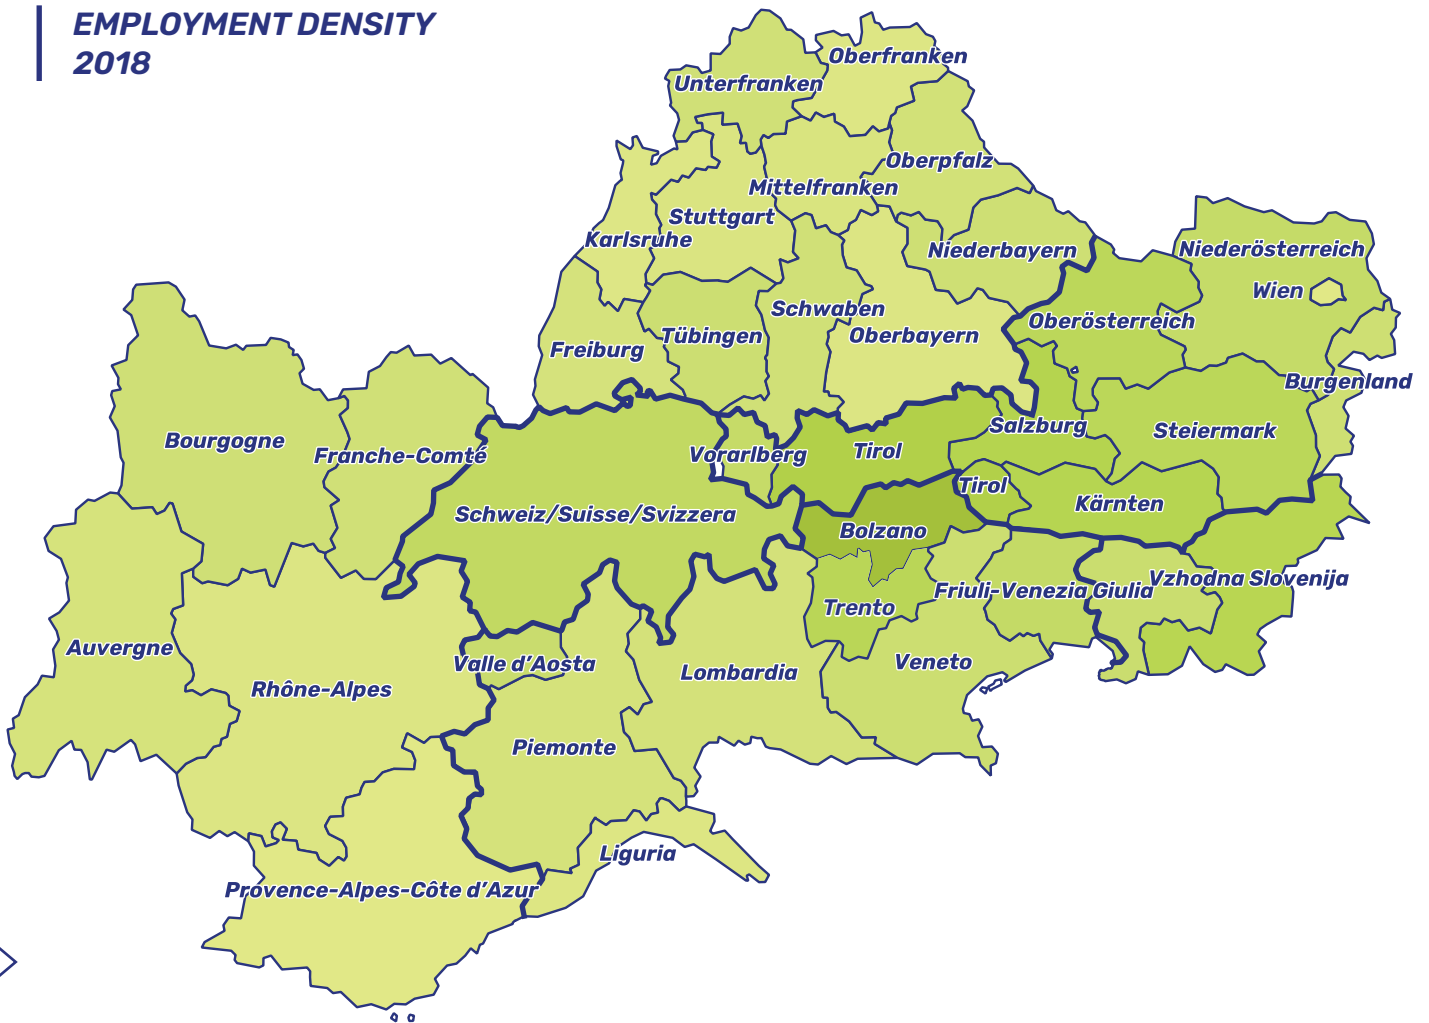 EMPLOYMENT DENSITY
2018
Oberfranken
Unterfranken
Oberpfalz
Mittelfranken
Stuttgart
Karlsruhe
Niederbayern
Niederösterreich
Wien
Schwaben
Oberösterreich
Tübingen
Oberbayern
Freiburg
Burgenland
Salzburg
Steiermark
Bourgogne
Franche-Comté
Vorarlberg
Tirol
Tirol
Kärnten
Schweiz/Suisse/Svizzera
Bolzano
Vzhodna Slovenija
Friuli-Venezia Giulia
Trento
Auvergne
Valle d’Aosta
Lombardia
Veneto
Rhône-Alpes
Piemonte
Liguria
Provence-Alpes-Côte d’Azur